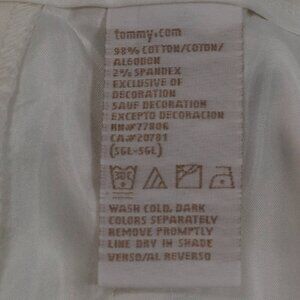 tommy.com
98% COTTON/COTON/
ALGODON
2% SPANDEX
EXCLUSIVE OF
DECORATION
SAUF DECORATION
EXCEPTO DECORACION
RN#77806
CA#20781
(SGL-SGL)
30C
WASH COLD, DARK
COLORS SEPARATELY
REMOVE PROMPTLY
LINE DRY IN SHADE
VERSO/AL REVERSO